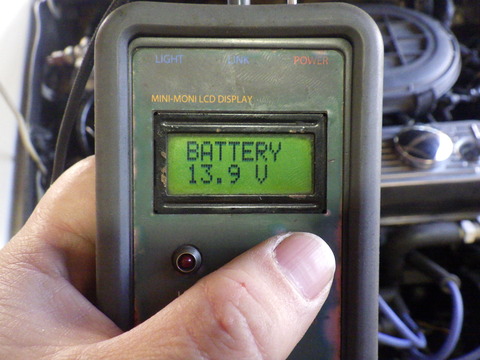 LIGHT LINK POWER
MINI-MONI LCD DISPLAY
BATTERY
13.9 V